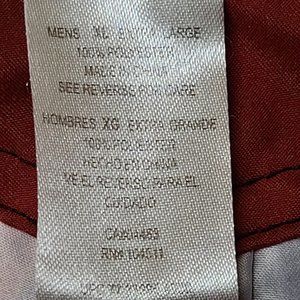 MENS XL EXTRA LARGE
100% POLYESTER
MADE IN CHINA
SEE REVERSE FOR CARE
HOMBRES XG EXTRA GRANDE
100% POLIESTER
HECHO EN CHINA
VE EL REVERSO PARA EL
CUIDADO
RN# 104511